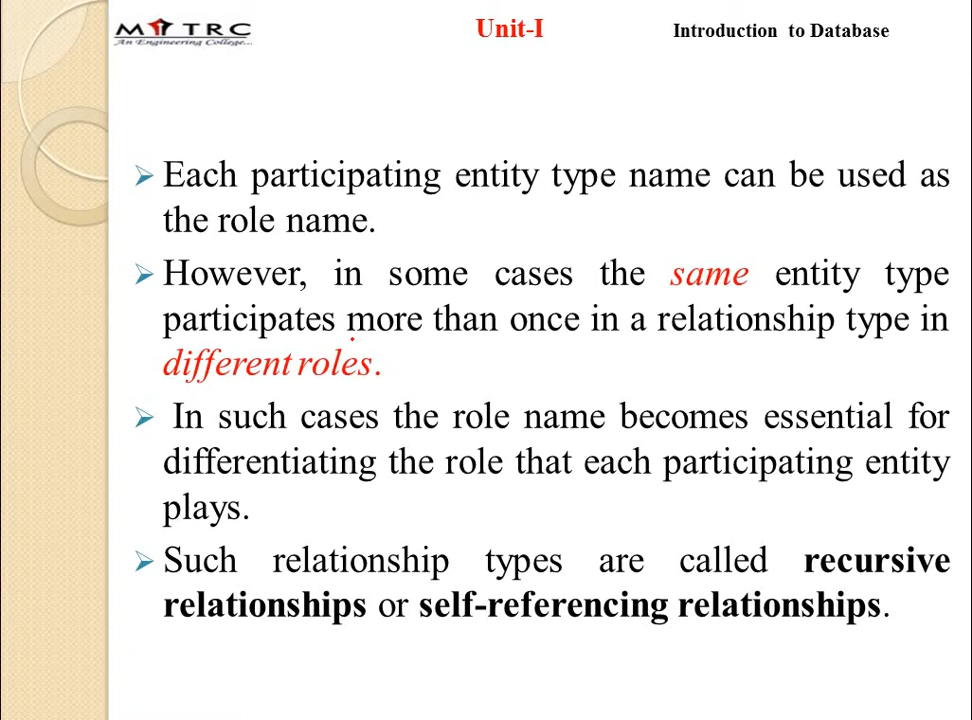 MITRC
An Engineering College...
Unit-I
Introduction to Database
➢ Each participating entity type name can be used as
the role name.
➢ However, in some cases the same entity type
participates more than once in a relationship type in
different roles.
➢ In such cases the role name becomes essential for
differentiating the role that each participating entity
plays.
➢ Such relationship types are called recursive
relationships or self-referencing relationships.